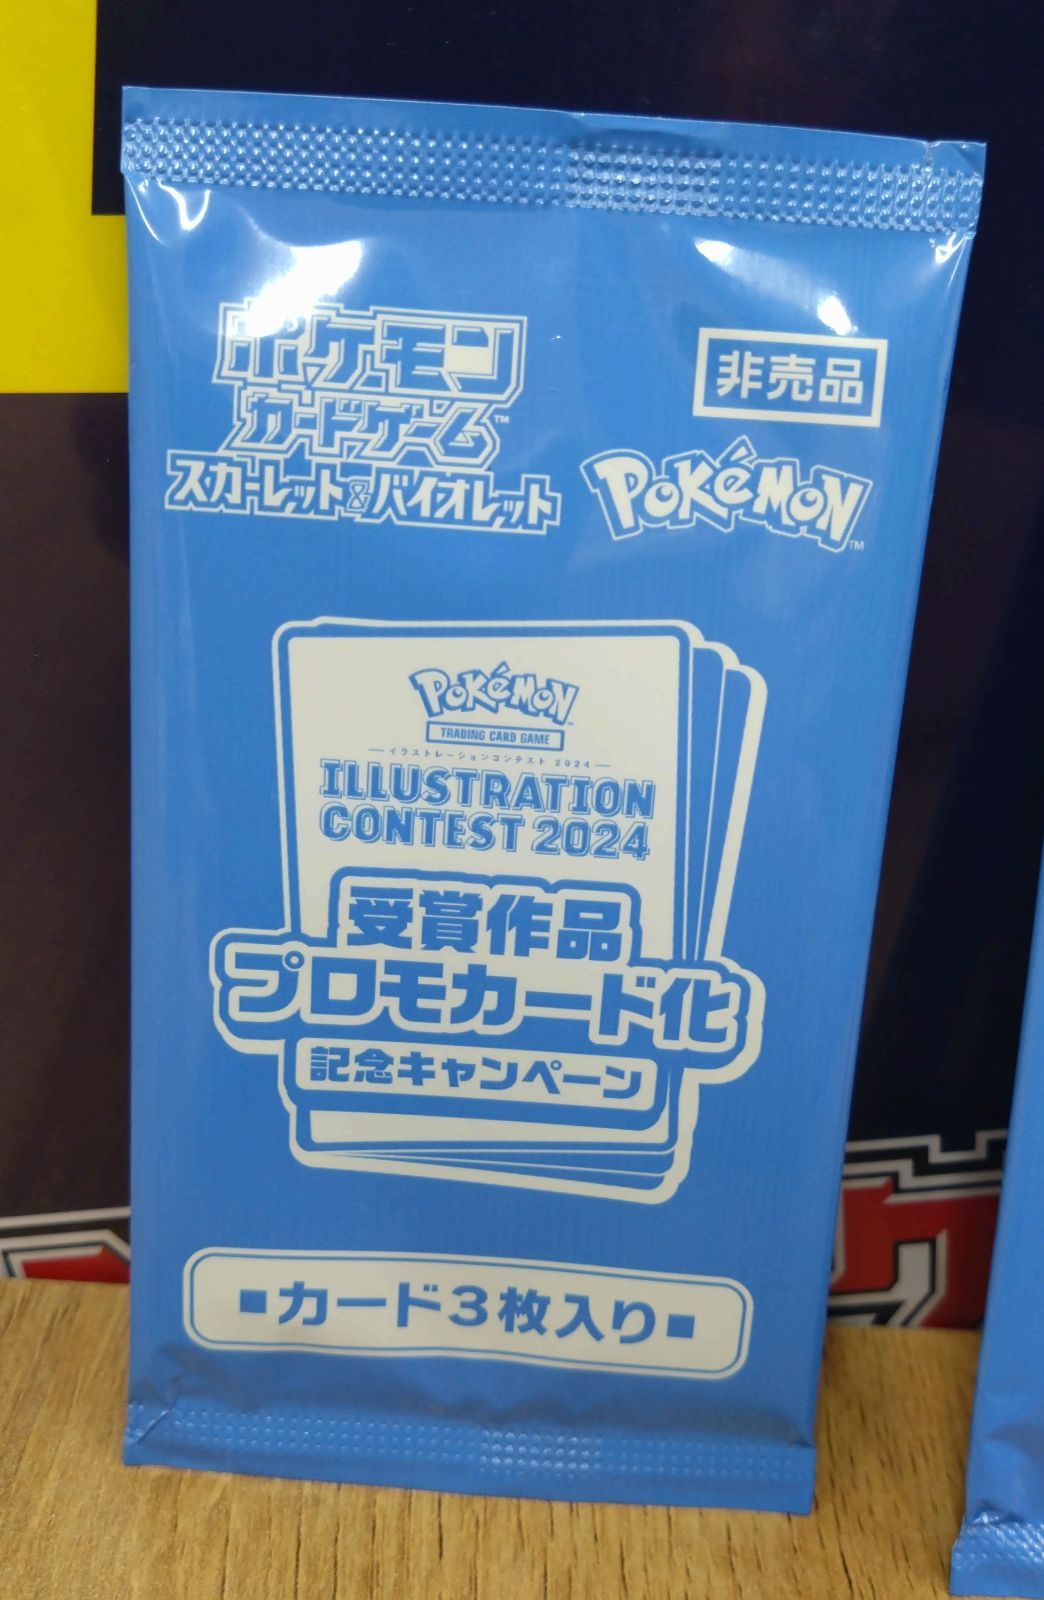 ポケモン
カードゲーム™
スカーレット&バイオレット
非売品
POKéMON™
POKéMON
TRADING CARD GAME
イラストレーションコンテスト 2024
ILLUSTRATION
CONTEST 2024
受賞作品
プロモカード化
記念キャンペーン
■カード3枚入り■